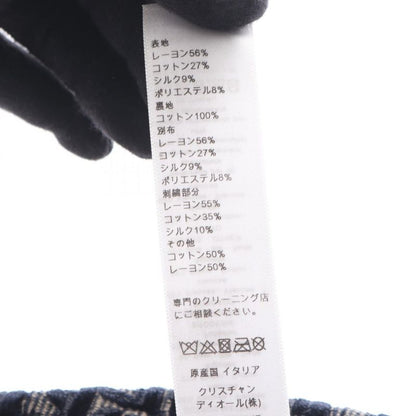 表地
レーヨン56%
コットン27%
シルク9%
ポリエステル8%
裏地
コットン100%
別布
レーヨン56%
コットン27%
シルク9%
ポリエステル8%
刺繍部分
レーヨン55%
コットン35%
シルク10%
その他
コットン50%
レーヨン50%
専門のクリーニング店
にご相談ください。
原産国 イタリア
クリスチャン
ディオール(株)